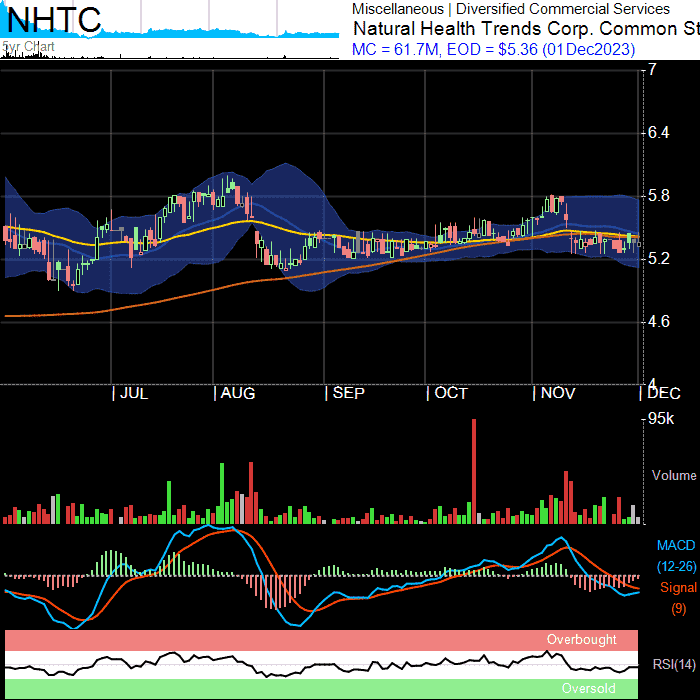 NHTC
5yr Chart
Miscellaneous | Diversified Commercial Services
Natural Health Trends Corp. Common St
MC = 61.7M, EOD = $5.36 (01Dec2023)
7
6.4
5.8
5.2
4.6
4
JUL
AUG
SEP
OCT
NOV
DEC
95k
Volume
MACD
(12-26)
Signal
(9)
Overbought
RSI(14)
Oversold